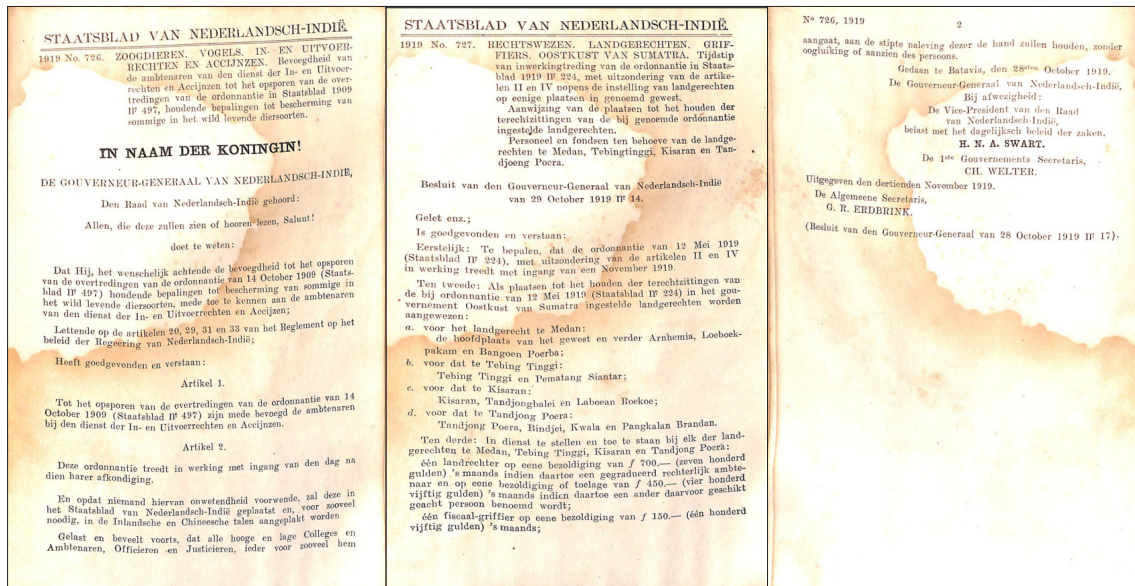 STAATSBLAD VAN NEDERLANDSCH-INDIË.
1919 No. 726. ZOOGDIEREN. VOGELS. IN- EN UITVOER-
RECHTEN EN ACCIJNZEN. Bevoegdheid van
de ambtenaren van den dienst der In- en Uitvoer-
rechten en Accijnzen tot het opsporen van de over-
tredingen van de ordonnantie in Staatsblad 1909
Nº 497, houdende bepalingen tot bescherming van
sommige in het wild levende diersoorten.
IN NAAM DER KONINGIN!
DE GOUVERNEUR-GENERAAL VAN NEDERLANDSCH-INDIË,
Den Raad van Nederlandsch-Indië gehoord:
Allen, die deze zullen zien of hooren lezen, Saluut!
doet te weten:
Dat Hij, het wenschelijk achtende de bevoegdheid tot het opsporen
van de overtredingen van de ordonnantie van 14 October 1909 (Staats-
blad Nº 497) houdende bepalingen tot bescherming van sommige in
het wild levende diersoorten, mede toe te kennen aan de ambtenaren
van den dienst der In- en Uitvoerrechten en Accijnzen;
Lettende op de artikelen 20, 29, 31 en 33 van het Reglement op het
beleid der Regeering van Nederlandsch-Indië;
Heeft goedgevonden en verstaan:
Artikel 1.
Tot het opsporen van de overtredingen van de ordonnantie van 14
October 1909 (Staatsblad Nº 497) zijn mede bevoegd de ambtenaren
bij den dienst der In- en Uitvoerrechten en Accijnzen.
Artikel 2.
Deze ordonnantie treedt in werking met ingang van den dag na
dien harer afkondiging.
En opdat niemand hiervan onwetendheid voorwende, zal deze in
het Staatsblad van Nederlandsch-Indië geplaatst en, voor zooveel
noodig, in de Inlandsche en Chineesche talen aangeplakt worden
Gelast en beveelt voorts, dat alle hooge en lage Colleges en
Ambtenaren, Officieren en Justicieren, ieder voor zooveel hem
STAATSBLAD VAN NEDERLANDSCH-INDIË.
1919 No. 727. RECHTSWEZEN. LANDGERECHTEN. GRIF-
FIERS. OOSTKUST VAN SUMATRA. Tijdstip
van inwerkingtreding van de ordonnantie in Staats-
blad 1919 Nº 224, met uitzondering van de artike-
len II en IV nopens de instelling van landgerechten
op eenige plaatsen in genoemd gewest.
Aanwijzing van de plaatsen tot het houden der
terechtzittingen van de bij genoemde ordonnantie
ingestelde landgerechten.
Personeel en fondsen ten behoeve van de landge-
rechten te Medan, Tebingtinggi, Kisaran en Tan-
djoeng Poera.
Besluit van den Gouverneur-Generaal van Nederlandsch-Indië
van 29 October 1919 Nº 14.
Gelet enz.;
Is goedgevonden en verstaan:
Eerstelijk: Te bepalen, dat de ordonnantie van 12 Mei 1919
(Staatsblad Nº 224), met uitzondering van de artikelen II en IV
in werking treedt met ingang van een November 1919.
Ten tweede: Als plaatsen tot het houden der terechtzittingen van
de bij ordonnantie van 12 Mei 1919 (Staatsblad Nº 224) in het gou-
vernement Oostkust van Sumatra ingestelde landgerechten worden
aangewezen:
a. voor het landgerecht te Medan:
de hoofdplaats van het gewest en verder Arnhemia, Loeboek-
pakam en Bangoen Poerba;
b. voor dat te Tebing Tinggi:
Tebing Tinggi en Pematang Siantar;
c. voor dat te Kisaran:
Kisaran, Tandjongbalei en Laboean Roekoe;
d. voor dat te Tandjong Poera:
Tandjong Poera, Bindjei, Kwala en Pangkalan Brandan.
Ten derde: In dienst te stellen en toe te staan bij elk der land-
gerechten te Medan, Tebing Tinggi, Kisaran en Tandjong Poera:
één landrechter op eene bezoldiging van ƒ 700.— (zeven honderd
gulden) 's maands indien daartoe een gegradueerd rechterlijk ambte-
naar en op eene bezoldiging of toelage van ƒ 450.— (vier honderd
vijftig gulden) 's maands indien daartoe een ander daarvoor geschikt
geacht persoon benoemd wordt;
één fiscaal-griffier op eene bezoldiging van ƒ 150.— (één honderd
vijftig gulden) 's maands;
Nº 726, 1919 2
aangaat, aan de stipte naleving dezer de hand zullen houden, zonder
oogluiking of aanzien des persoons.
Gedaan te Batavia, den 28sten October 1919.
De Gouverneur-Generaal van Nederlandsch-Indië,
Bij afwezigheid:
De Vice-President van den Raad
van Nederlandsch-Indië,
belast met het dagelijksch beleid der zaken,
H. N. A. SWART.
De 1ste Gouvernements Secretaris,
CH. WELTER.
Uitgegeven den dertienden November 1919.
De Algemeene Secretaris,
G. R. ERDBRINK.
(Besluit van den Gouverneur-Generaal van 28 October 1919 Nº 17).